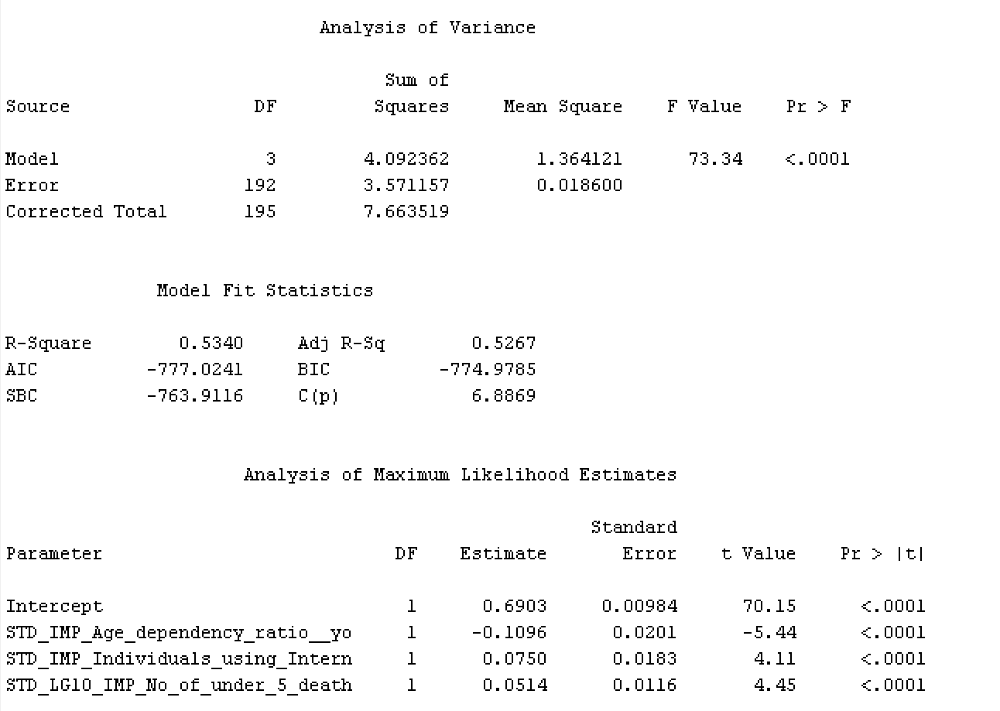 Analysis of Variance
Sum of
Source DF Squares Mean Square F Value Pr > F
Model 3 4.092362 1.364121 73.34 <.0001
Error 192 3.571157 0.018600
Corrected Total 195 7.663519
Model Fit Statistics
R-Square 0.5340 Adj R-Sq 0.5267
AIC -777.0241 BIC -774.9785
SBC -763.9116 C(p) 6.8869
Analysis of Maximum Likelihood Estimates
Standard
Parameter DF Estimate Error t Value Pr > |t|
Intercept 1 0.6903 0.00984 70.15 <.0001
STD_IMP_Age_dependency_ratio__yo 1 -0.1096 0.0201 -5.44 <.0001
STD_IMP_Individuals_using_Intern 1 0.0750 0.0183 4.11 <.0001
STD_LG10_IMP_No_of_under_5_death 1 0.0514 0.0116 4.45 <.0001